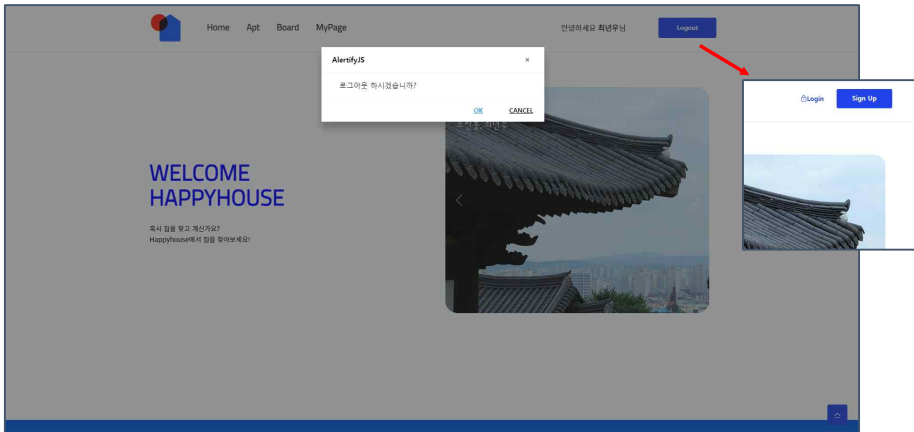 Home Apt Board MyPage 안녕하세요 최년우님 Logout
AlertifyJS
로그아웃 하시겠습니까?
OK CANCEL
Login Sign Up
WELCOME
HAPPYHOUSE
혹시 집을 찾고 계신가요?
Happyhouse에서 집을 찾아보세요!